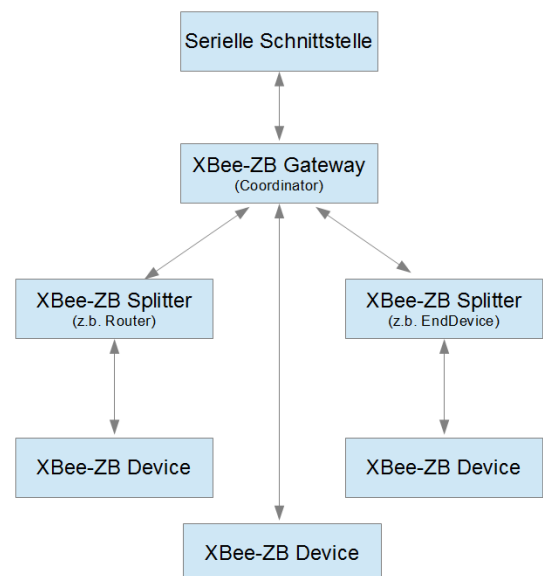 Serielle Schnittstelle
XBee-ZB Gateway
(Coordinator)
XBee-ZB Splitter
(z.b. Router)
XBee-ZB Splitter
(z.b. EndDevice)
XBee-ZB Device
XBee-ZB Device
XBee-ZB Device